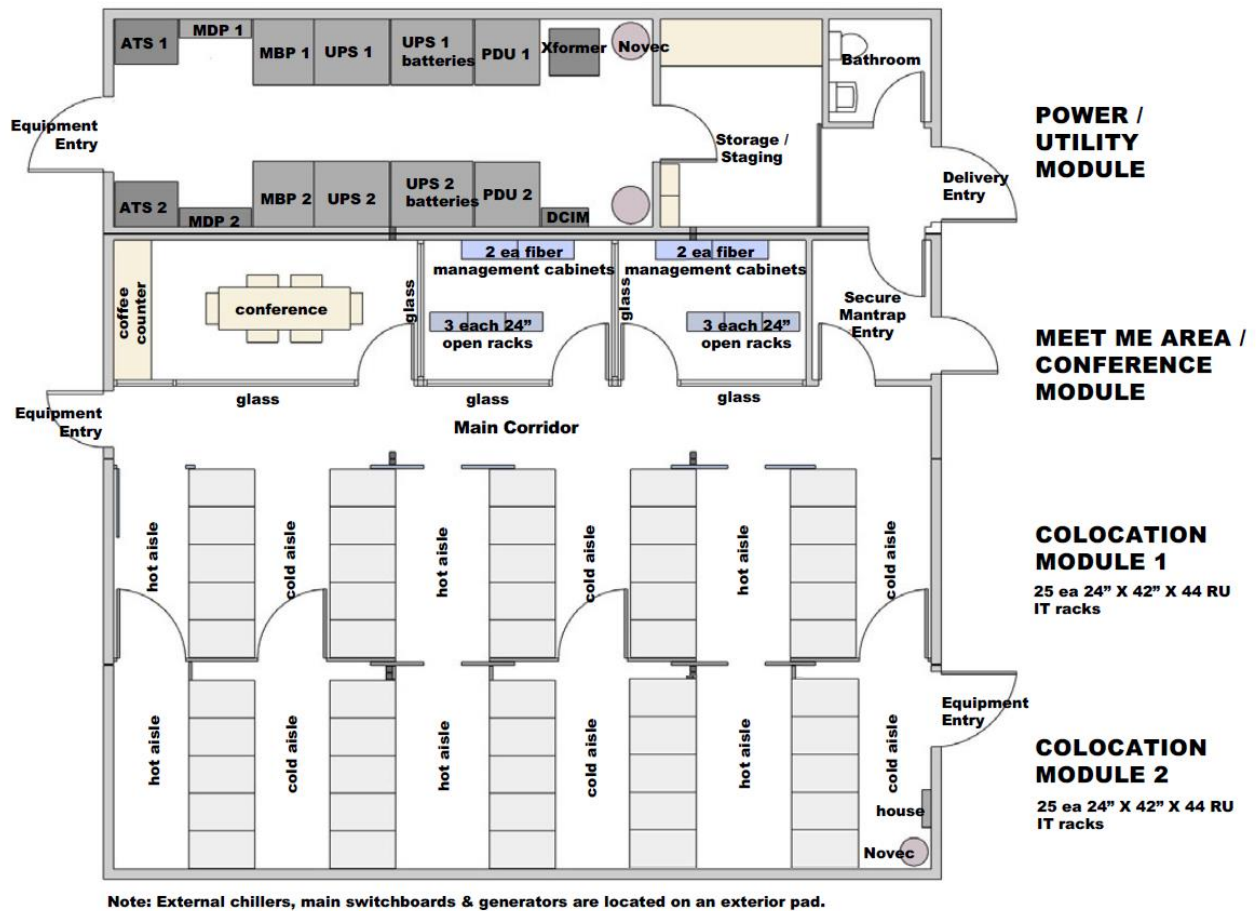 ATS 1
MDP 1
MBP 1
UPS 1
UPS 1
batteries
PDU 1
Xformer
Novec
Bathroom
Equipment
Entry
Storage /
Staging
Delivery
Entry
POWER /
UTILITY
MODULE
ATS 2
MDP 2
MBP 2
UPS 2
UPS 2
batteries
PDU 2
DCIM
coffee
counter
conference
glass
2 ea fiber
management cabinets
3 each 24”
open racks
glass
2 ea fiber
management cabinets
3 each 24”
open racks
Secure
Mantrap
Entry
MEET ME AREA /
CONFERENCE
MODULE
glass
glass
glass
Equipment
Entry
Main Corridor
hot aisle
cold aisle
hot aisle
cold aisle
hot aisle
cold aisle
COLOCATION
MODULE 1
25 ea 24” X 42” X 44 RU
IT racks
hot aisle
cold aisle
hot aisle
cold aisle
hot aisle
cold aisle
Equipment
Entry
COLOCATION
MODULE 2
25 ea 24” X 42” X 44 RU
IT racks
house
Novec
Note: External chillers, main switchboards & generators are located on an exterior pad.